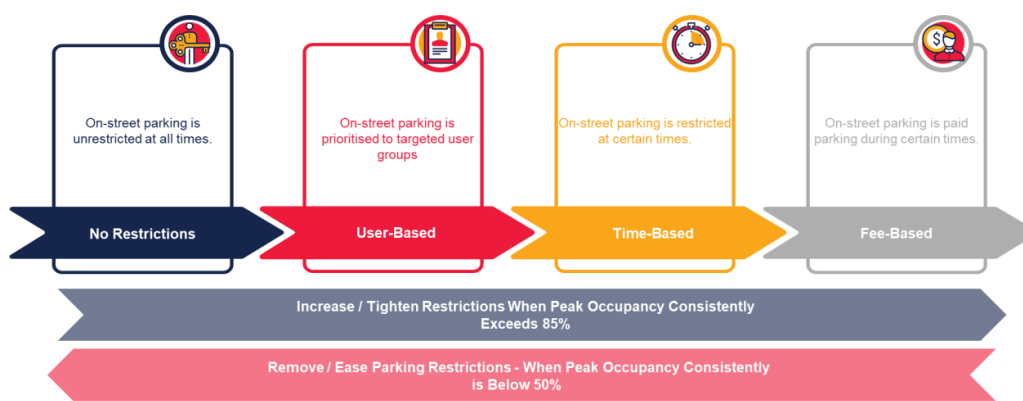 On-street parking is
unrestricted at all times.
On-street parking is
prioritised to targeted user
groups
On-street parking is restricted
at certain times.
On-street parking is paid
parking during certain times.
No Restrictions
User-Based
Time-Based
Fee-Based
Increase / Tighten Restrictions When Peak Occupancy Consistently
Exceeds 85%
Remove / Ease Parking Restrictions - When Peak Occupancy Consistently
is Below 50%